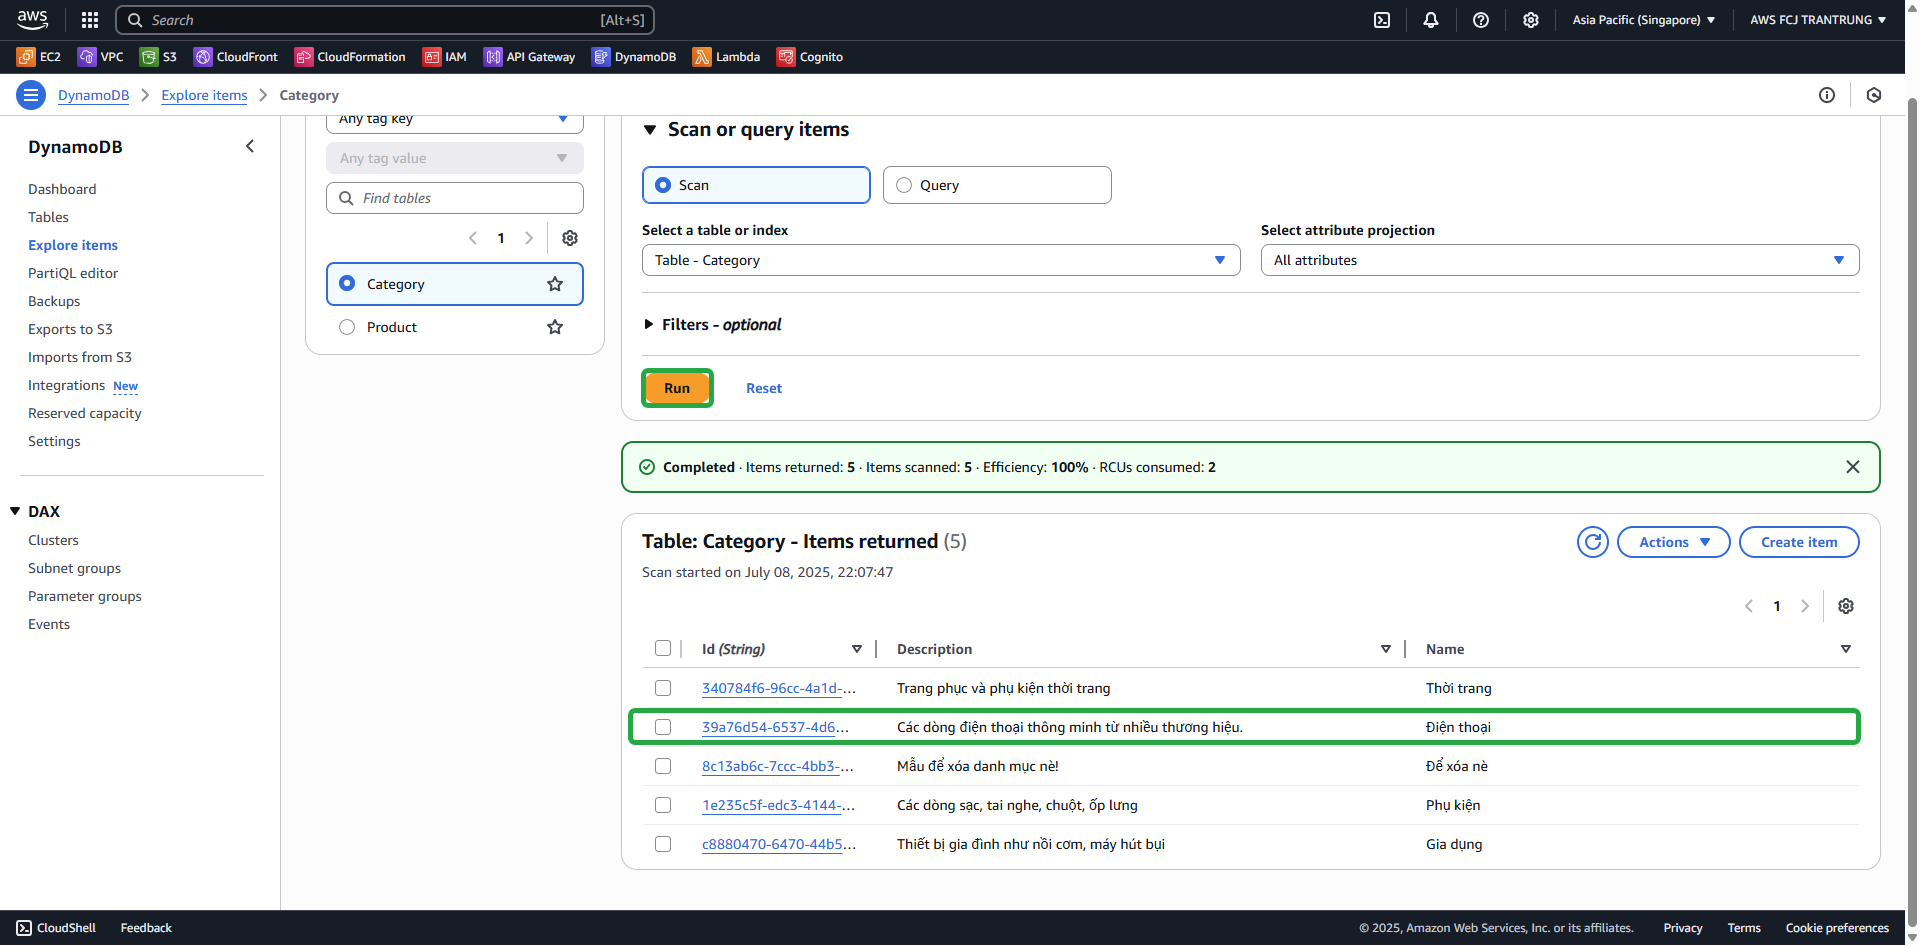 aws
Search [Alt+S]
Asia Pacific (Singapore)
AWS FCJ TRANTRUNG
EC2
VPC
S3
CloudFront
CloudFormation
IAM
API Gateway
DynamoDB
Lambda
Cognito
DynamoDB
Explore items
Category
DynamoDB
Dashboard
Tables
Explore items
PartiQL editor
Backups
Exports to S3
Imports from S3
Integrations New
Reserved capacity
Settings
DAX
Clusters
Subnet groups
Parameter groups
Events
Any tag key
Any tag value
Find tables
1
Category
Product
Scan or query items
Scan
Query
Select a table or index
Table - Category
Select attribute projection
All attributes
Filters - optional
Run
Reset
Completed · Items returned: 5 · Items scanned: 5 · Efficiency: 100% · RCUs consumed: 2
Table: Category - Items returned (5)
Scan started on July 08, 2025, 22:07:47
Actions
Create item
1
Id (String) Description Name
340784f6-96cc-4a1d-... Trang phục và phụ kiện thời trang Thời trang
39a76d54-6537-4d6... Các dòng điện thoại thông minh từ nhiều thương hiệu. Điện thoại
8c13ab6c-7ccc-4bb3-... Mẫu để xóa danh mục nè! Để xóa nè
1e235c5f-edc3-4144-... Các dòng sạc, tai nghe, chuột, ốp lưng Phụ kiện
c8880470-6470-44b5... Thiết bị gia đình như nồi cơm, máy hút bụi Gia dụng
CloudShell
Feedback
© 2025, Amazon Web Services, Inc. or its affiliates.
Privacy
Terms
Cookie preferences